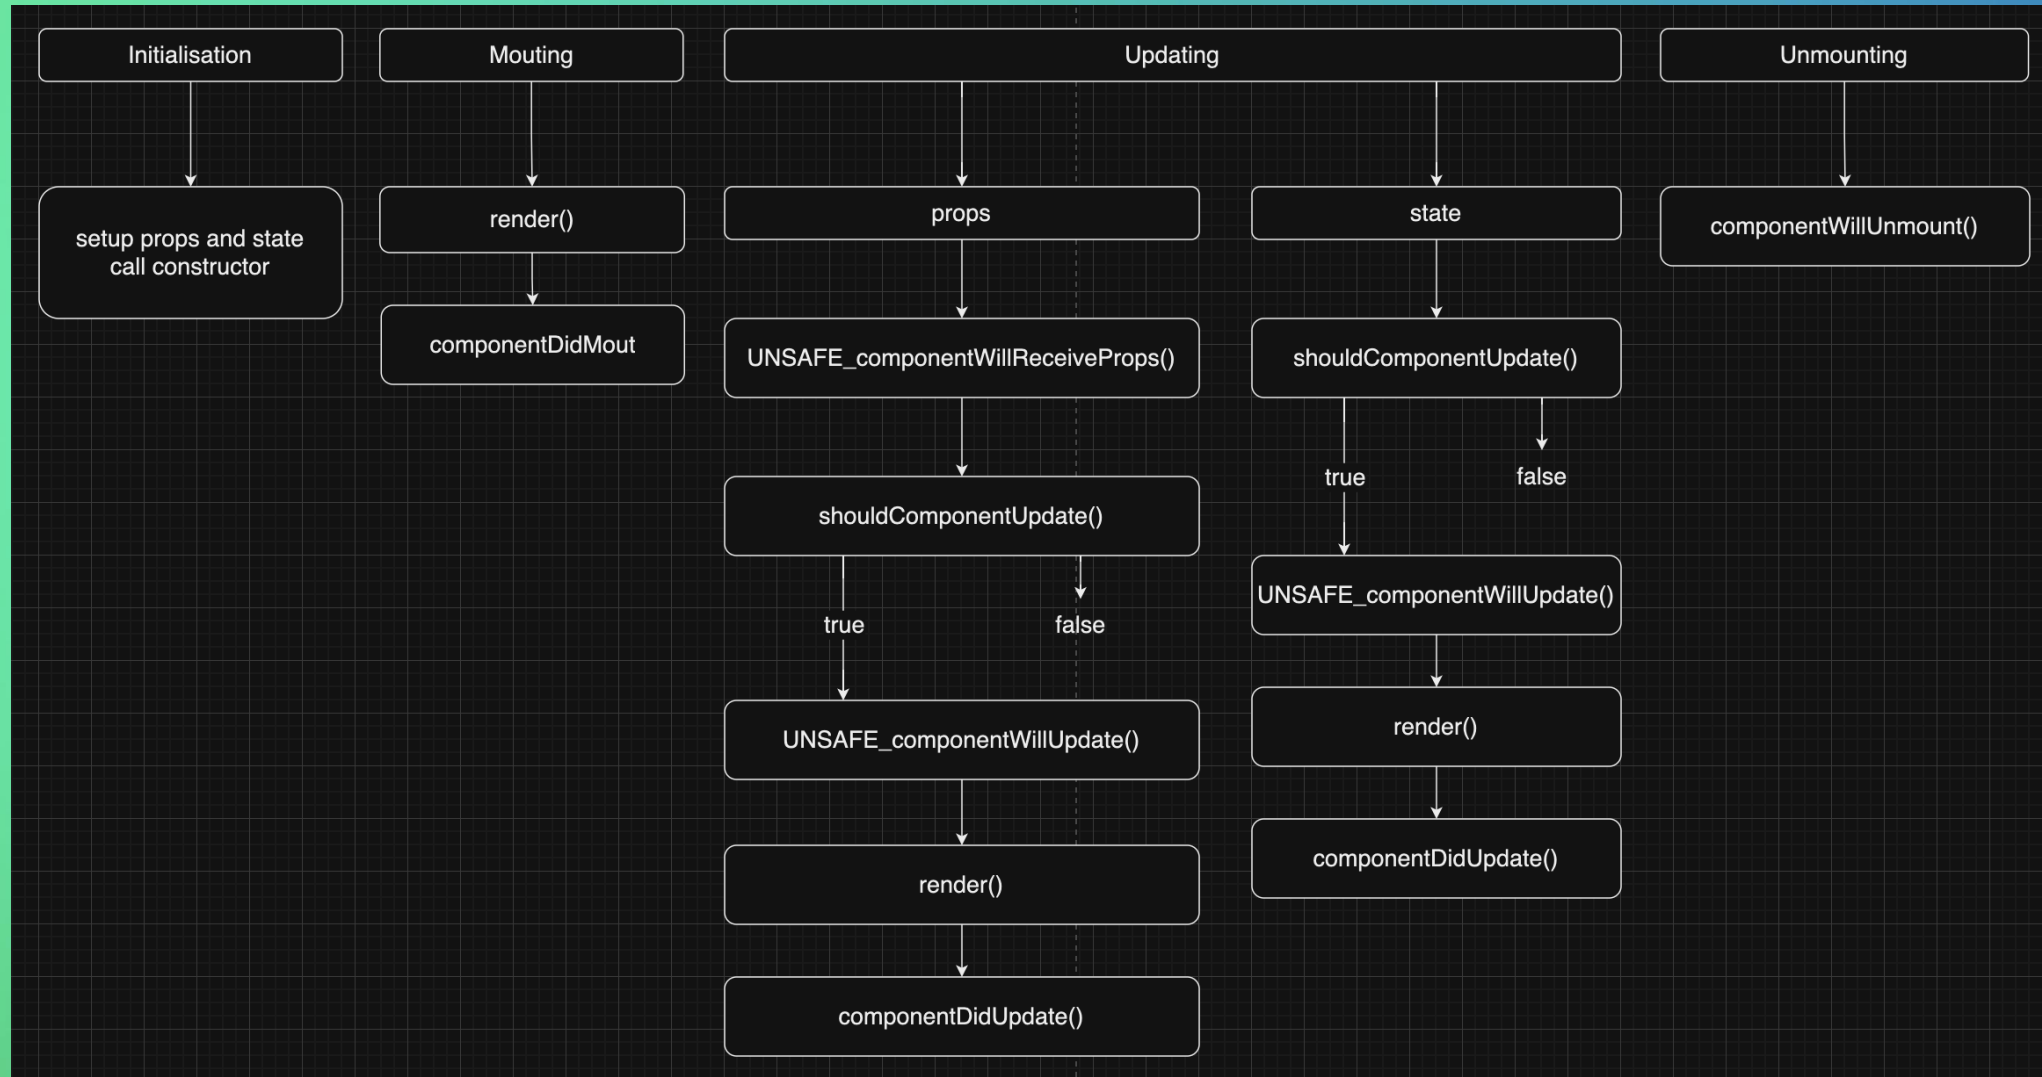 Initialisation
setup props and state
call constructor
Mouting
render()
componentDidMout
Updating
props
UNSAFE_componentWillReceiveProps()
shouldComponentUpdate()
true
false
UNSAFE_componentWillUpdate()
render()
componentDidUpdate()
state
shouldComponentUpdate()
true
false
UNSAFE_componentWillUpdate()
render()
componentDidUpdate()
Unmounting
componentWillUnmount()